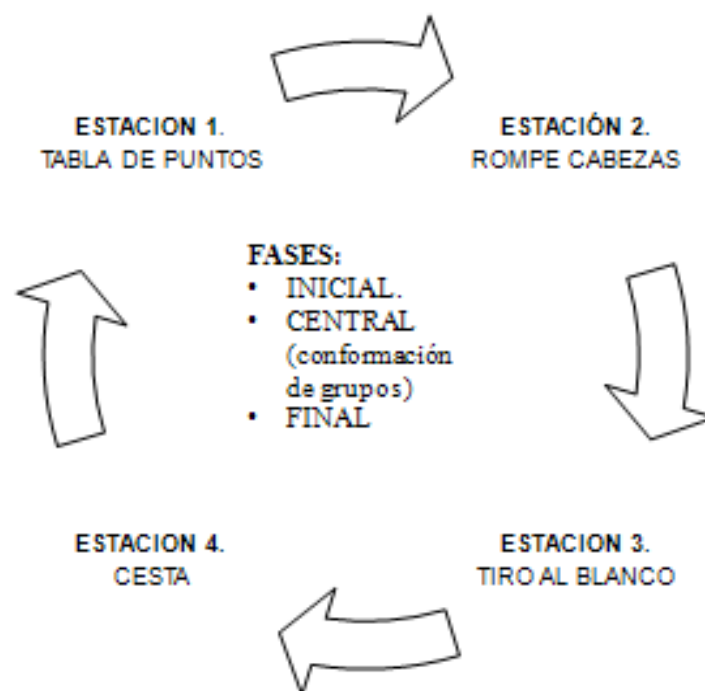 ESTACION 1.
TABLA DE PUNTOS
ESTACIÓN 2.
ROMPE CABEZAS
FASES:
• INICIAL.
• CENTRAL
(conformación
de grupos)
• FINAL
ESTACION 4.
CESTA
ESTACION 3.
TIRO AL BLANCO